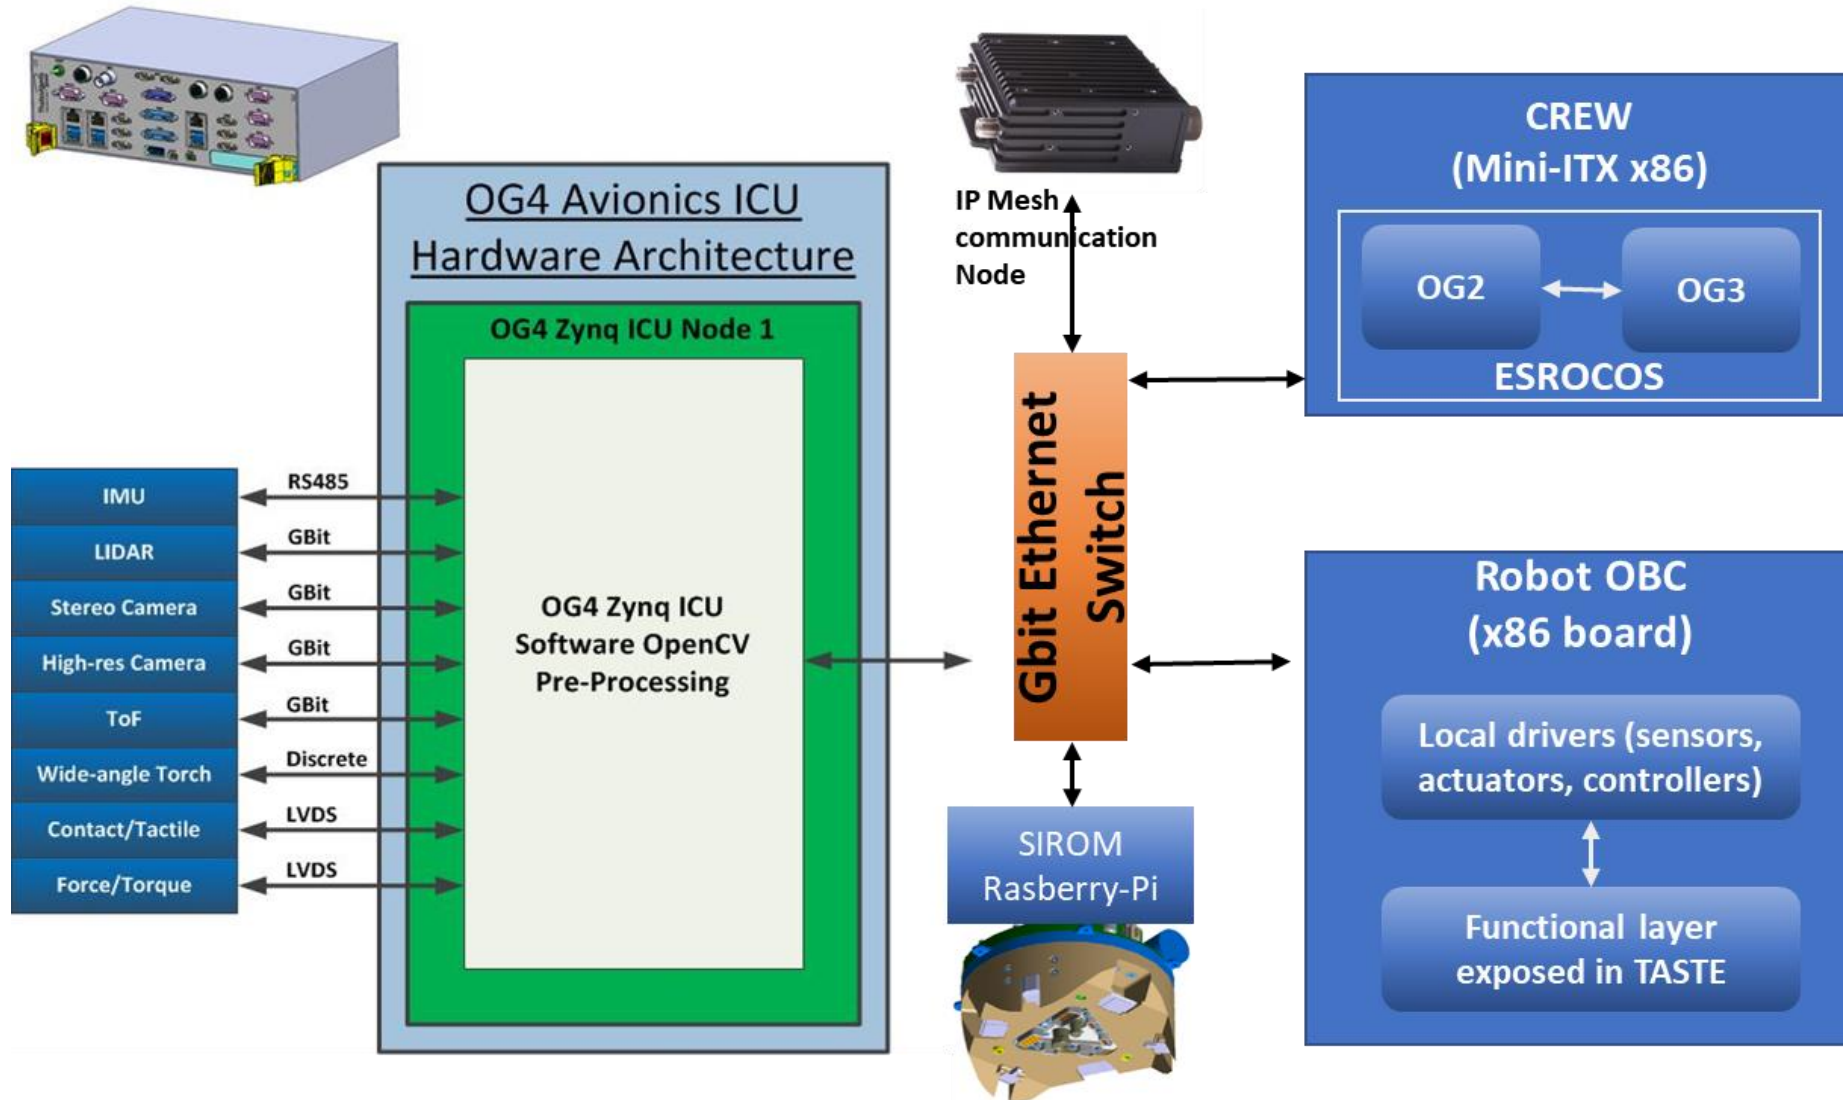 OG4 Avionics ICU
Hardware Architecture
OG4 Zynq ICU Node 1
OG4 Zynq ICU
Software OpenCV
Pre-Processing
IMU
LIDAR
Stereo Camera
High-res Camera
ToF
Wide-angle Torch
Contact/Tactile
Force/Torque
RS485
GBit
GBit
GBit
GBit
Discrete
LVDS
LVDS
IP Mesh
communication
Node
Gbit Ethernet
Switch
SIROM
Rasberry-Pi
CREW
(Mini-ITX x86)
OG2
OG3
ESROCOS
Robot OBC
(x86 board)
Local drivers (sensors,
actuators, controllers)
Functional layer
exposed in TASTE